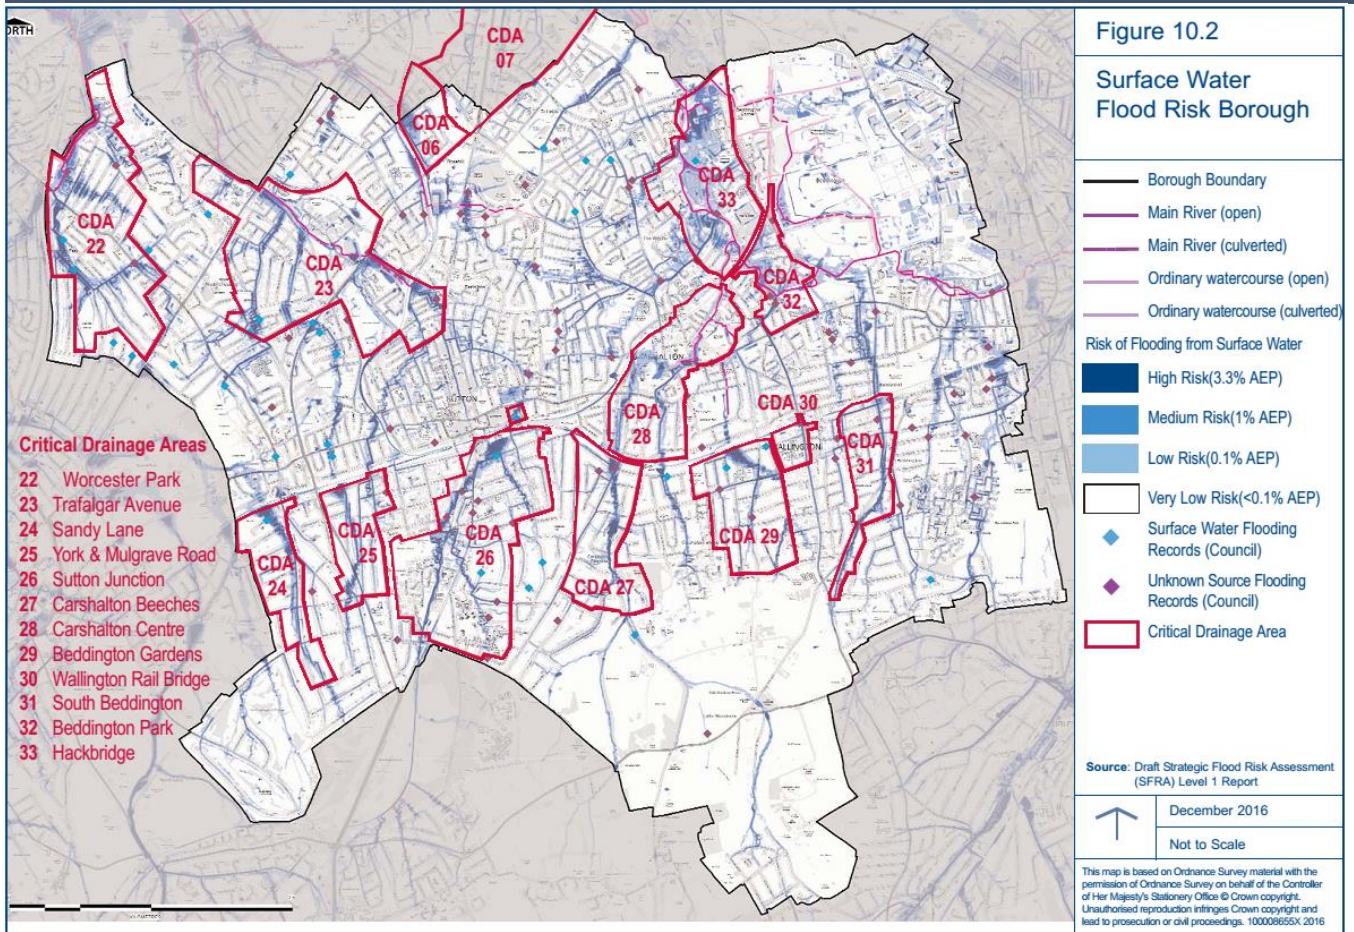 ORTH
CDA
07
CDA
06
CDA
22
CDA
23
CDA
33
CDA
32
CDA
28
CDA 30
CDA
31
CDA 29
CDA 27
CDA
26
CDA
25
CDA
24
SUTTON
ALTON
ALLINGTON
Critical Drainage Areas
22 Worcester Park
23 Trafalgar Avenue
24 Sandy Lane
25 York & Mulgrave Road
26 Sutton Junction
27 Carshalton Beeches
28 Carshalton Centre
29 Beddington Gardens
30 Wallington Rail Bridge
31 South Beddington
32 Beddington Park
33 Hackbridge
KILOMETRES
Figure 10.2
Surface Water
Flood Risk Borough
Borough Boundary
Main River (open)
Main River (culverted)
Ordinary watercourse (open)
Ordinary watercourse (culverted)
Risk of Flooding from Surface Water
High Risk(3.3% AEP)
Medium Risk(1% AEP)
Low Risk(0.1% AEP)
Very Low Risk(<0.1% AEP)
Surface Water Flooding
Records (Council)
Unknown Source Flooding
Records (Council)
Critical Drainage Area
Source: Draft Strategic Flood Risk Assessment
(SFRA) Level 1 Report
December 2016
Not to Scale
This map is based on Ordnance Survey material with the
permission of Ordnance Survey on behalf of the Controller
of Her Majesty's Stationery Office © Crown copyright.
Unauthorised reproduction infringes Crown copyright and
lead to prosecution or civil proceedings. 100008655X 2016